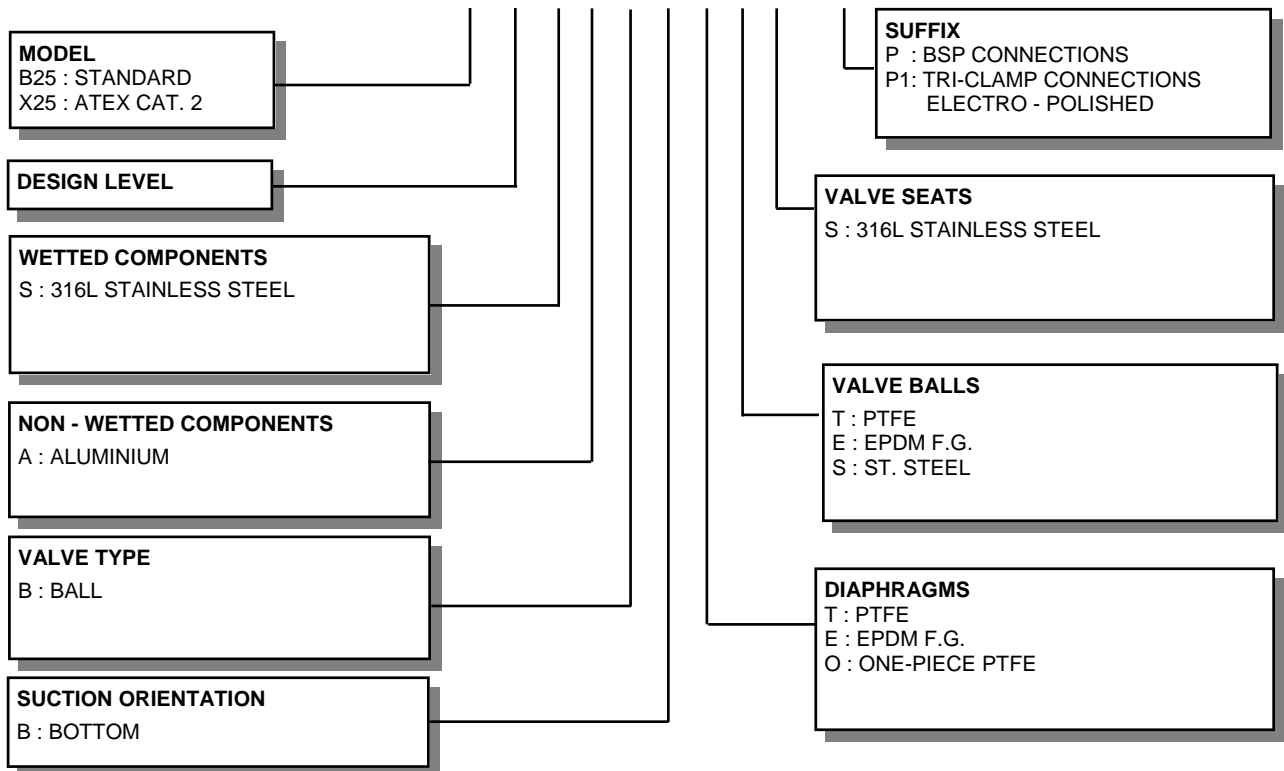 MODEL
B25 : STANDARD
X25 : ATEX CAT. 2
DESIGN LEVEL
WETTED COMPONENTS
S : 316L STAINLESS STEEL
NON - WETTED COMPONENTS
A : ALUMINIUM
VALVE TYPE
B : BALL
SUCTION ORIENTATION
B : BOTTOM
SUFFIX
P : BSP CONNECTIONS
P1: TRI-CLAMP CONNECTIONS
ELECTRO - POLISHED
VALVE SEATS
S : 316L STAINLESS STEEL
VALVE BALLS
T : PTFE
E : EPDM F.G.
S : ST. STEEL
DIAPHRAGMS
T : PTFE
E : EPDM F.G.
O : ONE-PIECE PTFE